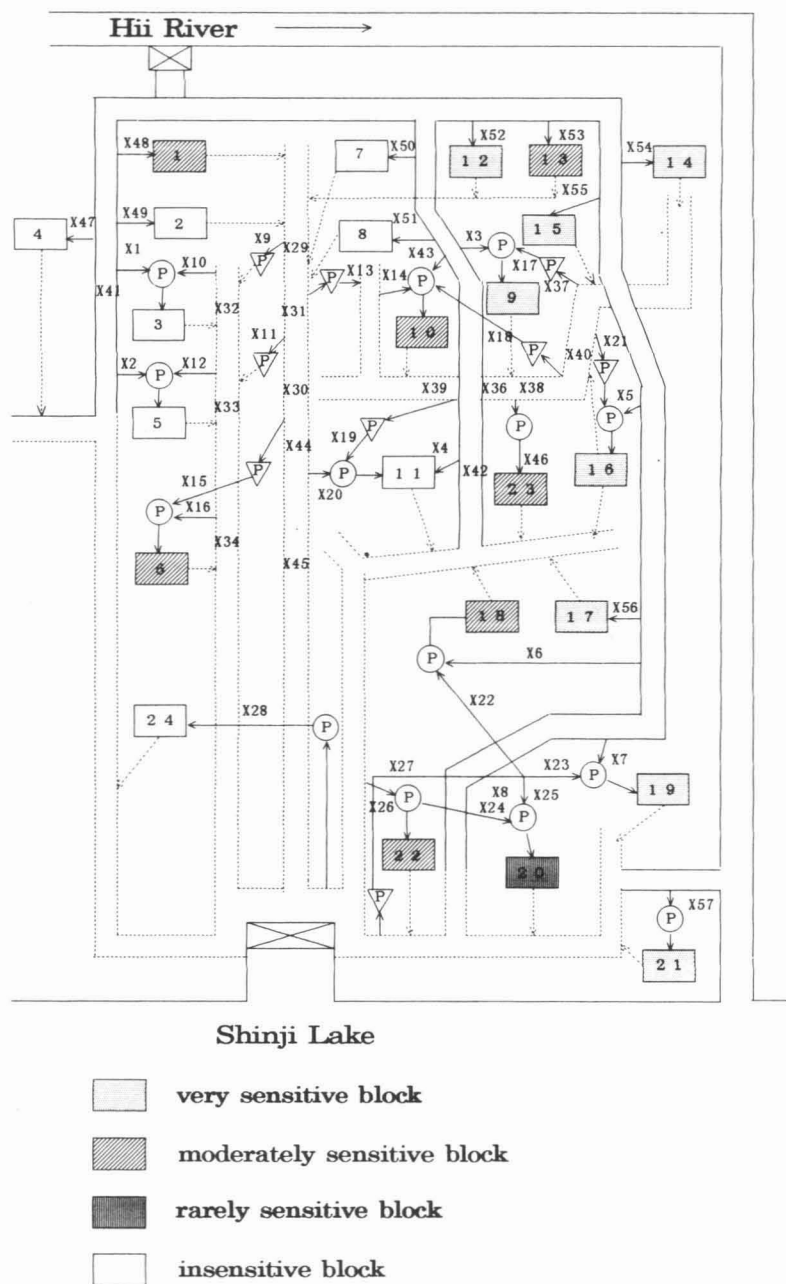 Hii River
X48
1
7
X50
X52
12
X53
13
X54
14
X49
2
4
X47
X51
8
X55
15
X1
X10
X9
X29
X43
X3
X17
X37
P
P
P
P
P
P
X41
3
X32
X31
X13
X14
9
X11
10
X18
P
X40
X21
P
P
X2
X12
P
X30
X39
X36
X38
X5
5
X33
X19
P
P
P
X44
P
P
X20
11
X4
X42
X46
23
16
X15
X16
P
X34
6
X45
18
17
X56
P
X6
X22
24
X28
P
X27
X23
P
X7
X8
X26
P
X24
X25
P
19
22
20
P
P
X57
21
Shinji Lake
very sensitive block
moderately sensitive block
rarely sensitive block
insensitive block